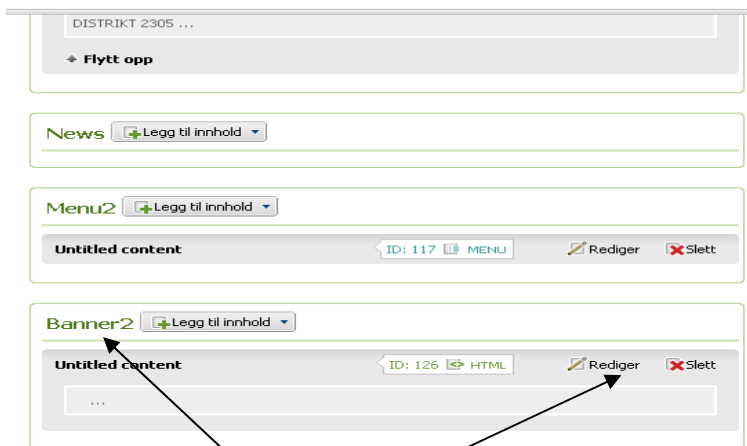 DISTRIKT 2305 ...
Flytt opp
News Legg til innhold
Menu2 Legg til innhold
Untitled content ID: 117 MENU Rediger Slett
Banner2 Legg til innhold
Untitled content ID: 126 HTML Rediger Slett
...